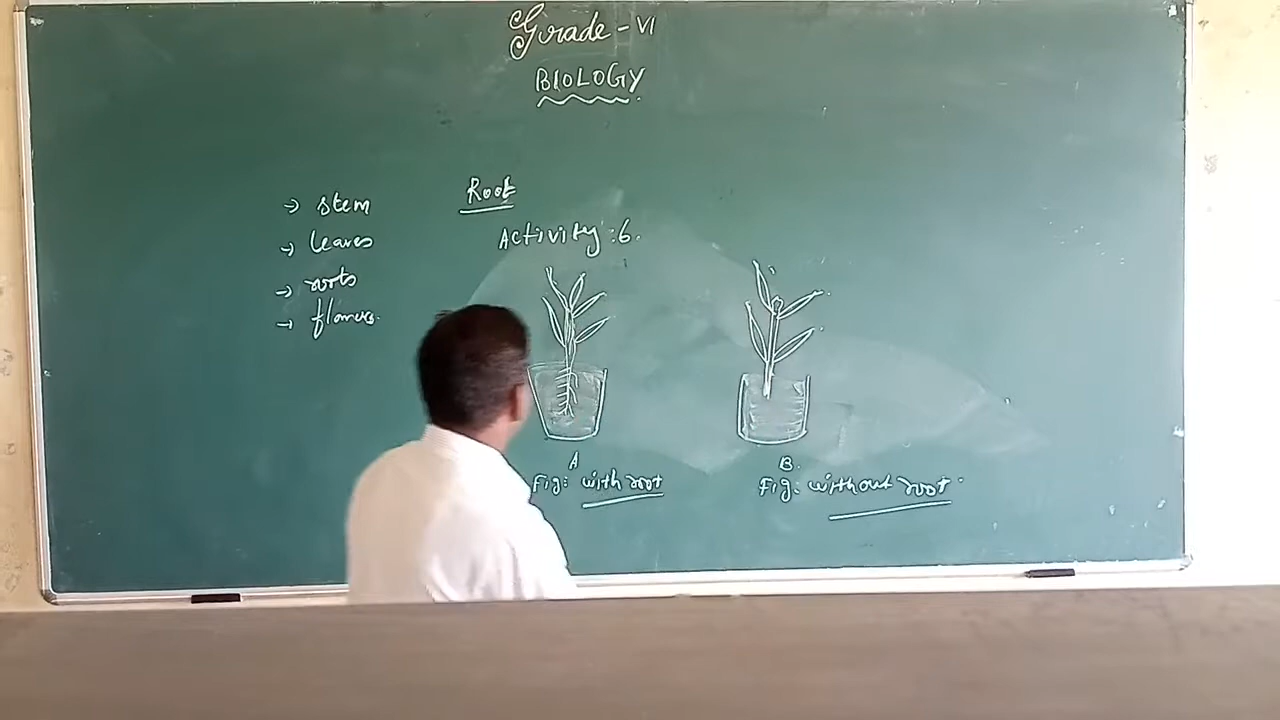 Grade - VI
BIOLOGY
→ stem
→ leaves
→ roots
→ flowers.
Root
Activity : 6.
A
Fig: with root
B.
Fig: without root.